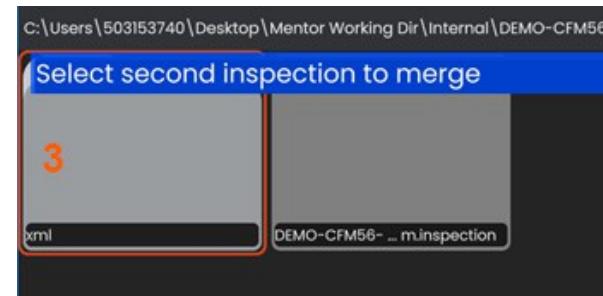 C:\Users\503153740\Desktop\Mentor Working Dir\Internal\DEMO-CFM56
Select second inspection to merge
3
xml
DEMO-CFM56- ... m.inspection